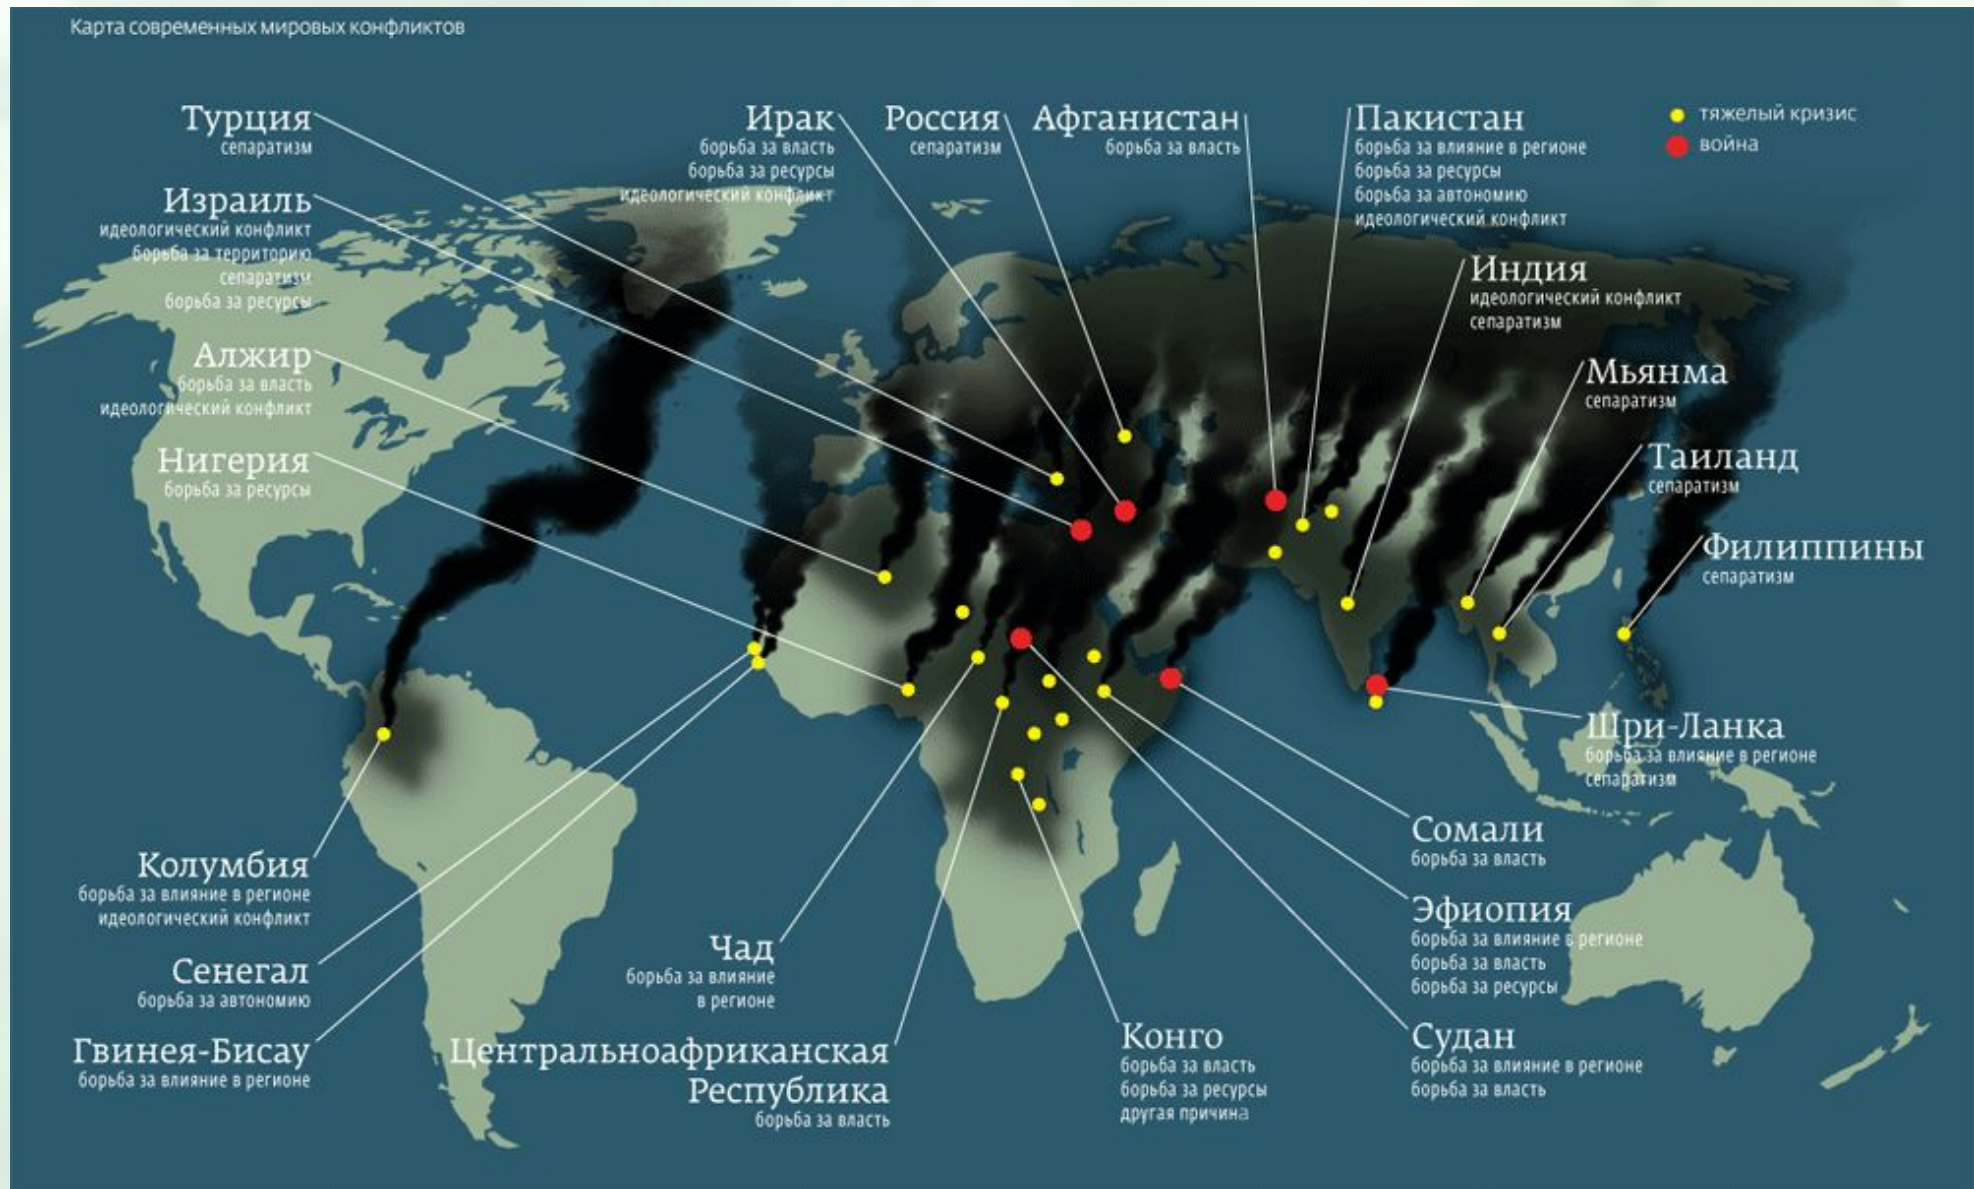 Карта современных мировых конфликтов
Турция
сепаратизм
Израиль
идеологический конфликт
борьба за территорию
сепаратизм
борьба за ресурсы
Алжир
борьба за власть
идеологический конфликт
Нигерия
борьба за ресурсы
Ирак
борьба за власть
борьба за ресурсы
идеологический конфликт
Россия
сепаратизм
Афганистан
борьба за власть
Пакистан
борьба за влияние в регионе
борьба за ресурсы
борьба за автономию
идеологический конфликт
тяжелый кризис
война
Индия
идеологический конфликт
сепаратизм
Мьянма
сепаратизм
Таиланд
сепаратизм
Филиппины
сепаратизм
Шри-Ланка
борьба за влияние в регионе
сепаратизм
Сомали
борьба за власть
Эфиопия
борьба за влияние в регионе
борьба за власть
борьба за ресурсы
Судан
борьба за влияние в регионе
борьба за власть
Колумбия
борьба за влияние в регионе
идеологический конфликт
Сенегал
борьба за автономию
Гвинея-Бисау
борьба за влияние в регионе
Чад
борьба за влияние
в регионе
Центральноафриканская
Республика
борьба за власть
Конго
борьба за власть
борьба за ресурсы
другая причина